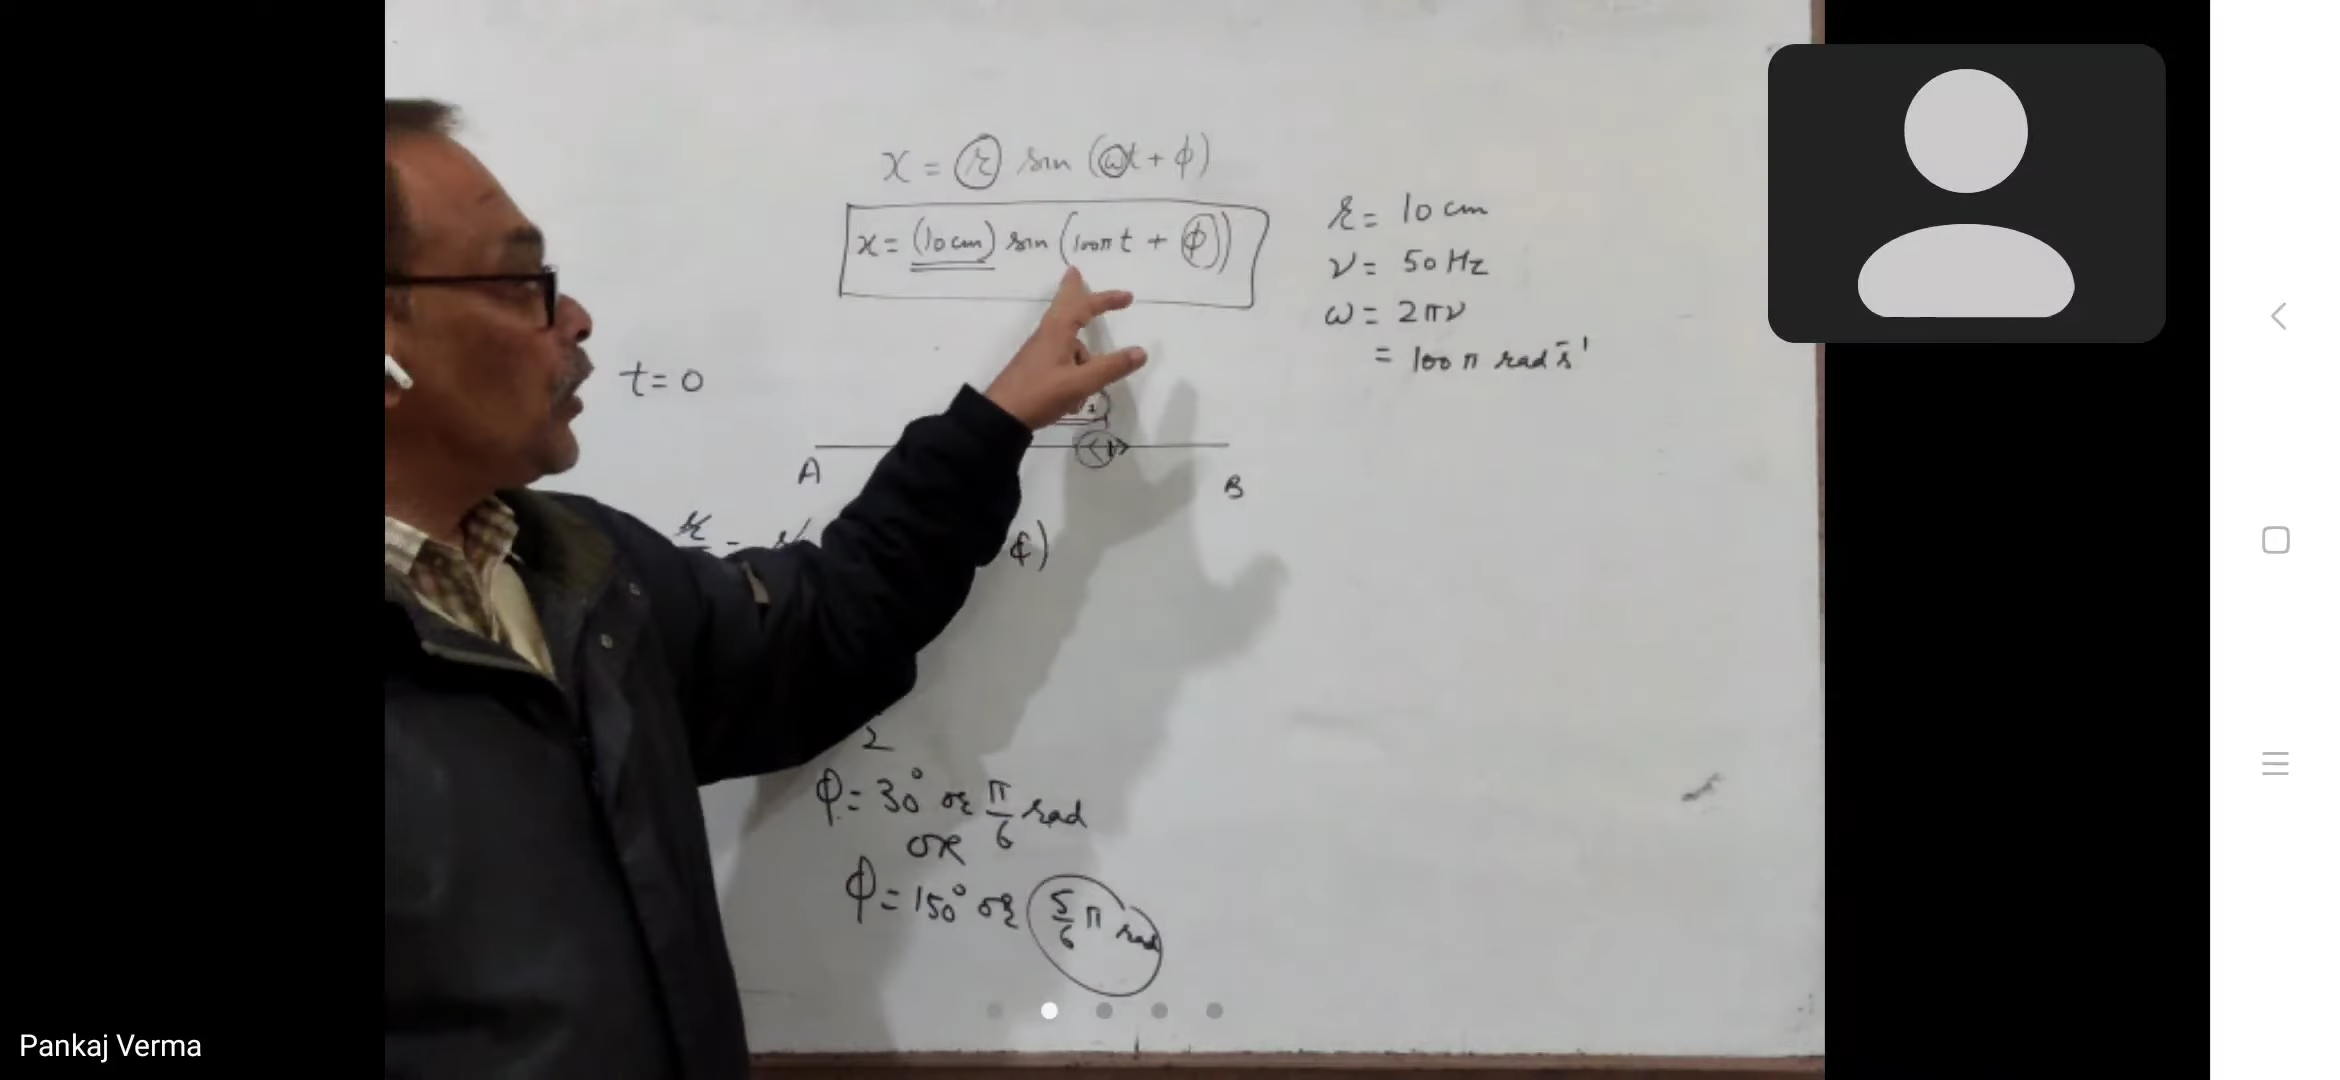 x = r sin (ωt + φ)
x = (10 cm) sin (100π t + φ)
r = 10 cm
ν = 50 Hz
ω = 2πν
= 100 π rad s⁻¹
t = 0
A
B
φ)
2
φ = 30° or π/6 rad
OR
φ = 150° or 5/6 π rad
Pankaj Verma